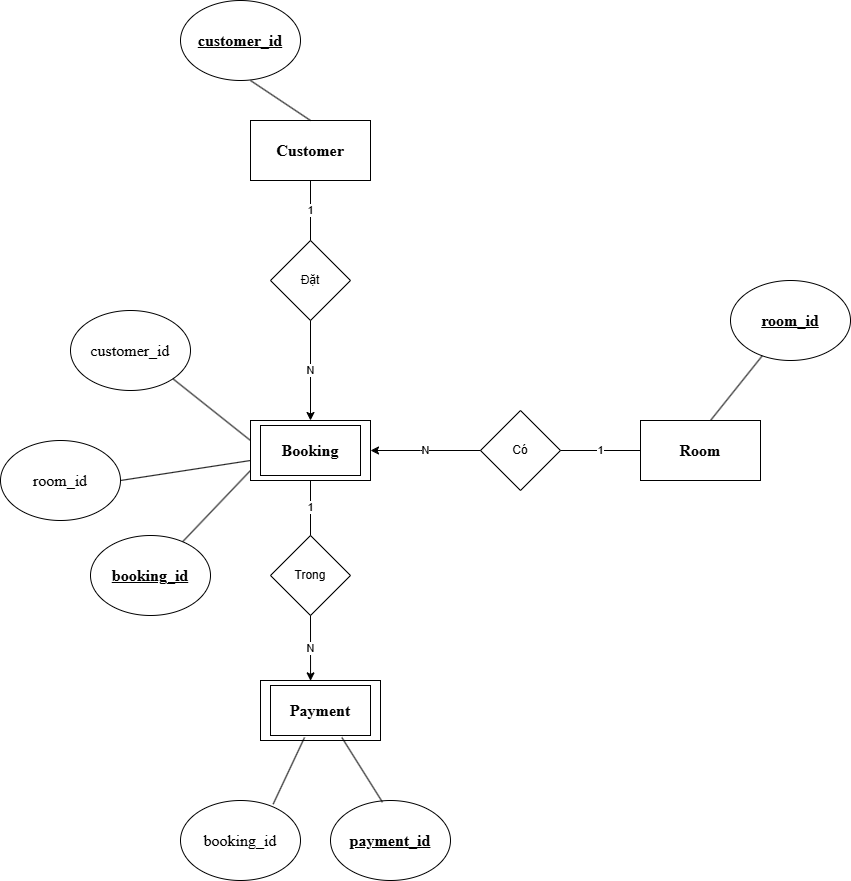 customer_id
Customer
1
Đặt
N
customer_id
room_id
booking_id
Booking
N
Có
1
Room
room_id
1
Trong
N
Payment
booking_id
payment_id